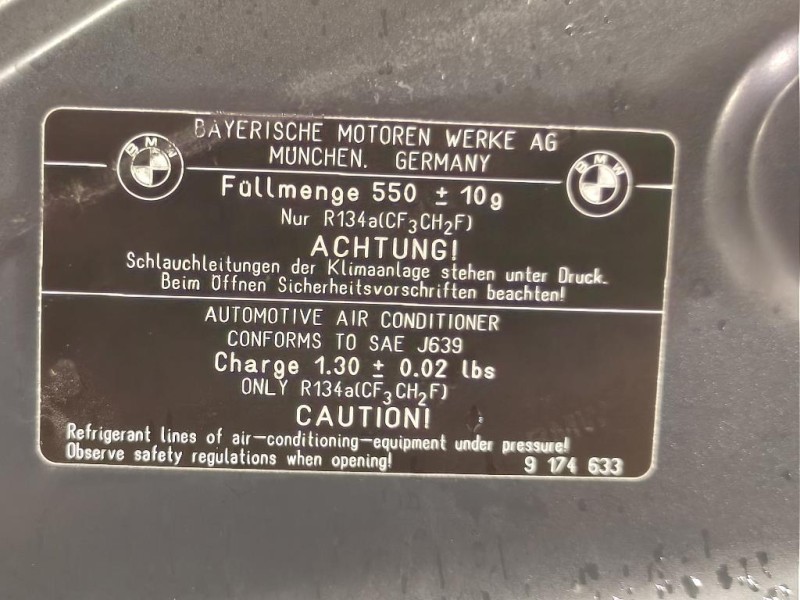 BAYERISCHE MOTOREN WERKE AG
MÜNCHEN. GERMANY
BMW
BMW
Füllmenge 550 ± 10g
Nur R134a(CF₃CH₂F)
ACHTUNG!
Schlauchleitungen der Klimaanlage stehen unter Druck.
Beim Öffnen Sicherheitsvorschriften beachten!
AUTOMOTIVE AIR CONDITIONER
CONFORMS TO SAE J639
Charge 1.30 ± 0.02 lbs
ONLY R134a(CF₃CH₂F)
CAUTION!
Refrigerant lines of air-conditioning-equipment under pressure!
Observe safety regulations when opening!
9 174 633